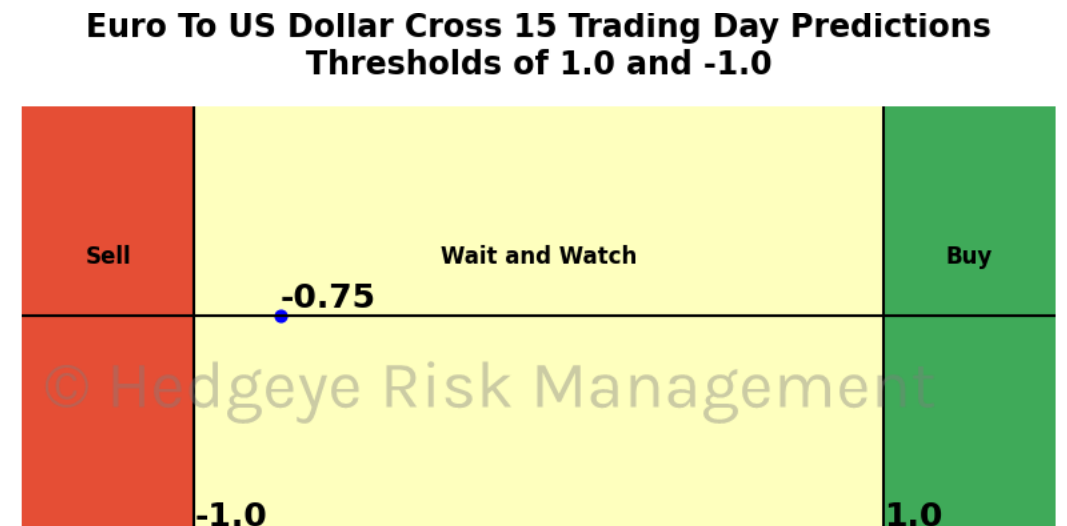 Euro To US Dollar Cross 15 Trading Day Predictions
Thresholds of 1.0 and -1.0
Sell
Wait and Watch
Buy
-0.75
© Hedgeye Risk Management
-1.0
1.0